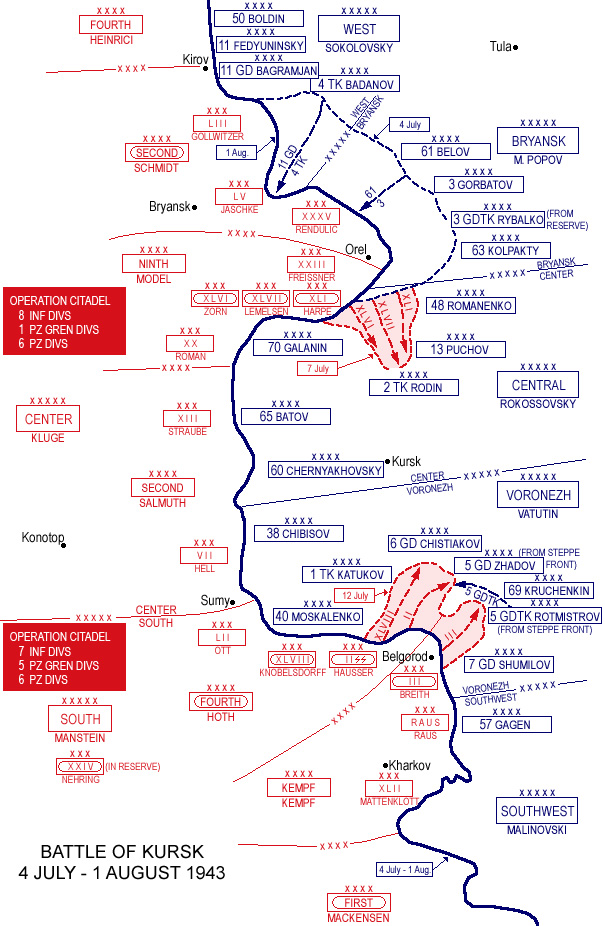 XXXX
FOURTH
HEINRICI
XXXX
50 BOLDIN
XXXX
11 FEDYUNINSKY
XXXX
11 GD BAGRAMJAN
XXXXX
WEST
SOKOLOVSKY
Tula
Kirov
XXXX
XXXX
4 TK BADANOV
WEST
BRYANSK
XXXXX
4 July
XXX
LIII
GOLLWITZER
1 Aug.
11 GD
4 TK
XXXX
61 BELOV
XXXXX
BRYANSK
M. POPOV
XXXX
SECOND
SCHMIDT
XXXX
3 GORBATOV
61
3
XXX
LV
JASCHKE
Bryansk
XXX
XXXV
RENDULIC
XXXX
3 GDTK RYBALKO
(FROM
RESERVE)
XXXX
XXXX
63 KOLPAKTY
Orel
XXXX
NINTH
MODEL
XXX
XXIII
FREISSNER
XXXXX
BRYANSK
CENTER
OPERATION CITADEL
8 INF DIVS
1 PZ GREN DIVS
6 PZ DIVS
XXX
XLVI
ZORN
XXX
XLVII
LEMELSEN
XXX
XLI
HARPE
XLVI
XLVII
XLI
XXXX
48 ROMANENKO
XXX
XX
ROMAN
XXXX
70 GALANIN
XXXX
13 PUCHOV
7 July
XXXX
XXXX
2 TK RODIN
XXXXX
CENTRAL
ROKOSSOVSKY
XXXXX
CENTER
KLUGE
XXX
XIII
STRAUBE
XXXX
65 BATOV
XXXX
60 CHERNYAKHOVSKY
Kursk
CENTER
VORONEZH
XXXXX
XXXX
SECOND
SALMUTH
XXXXX
VORONEZH
VATUTIN
XXXX
38 CHIBISOV
Konotop
XXX
VII
HELL
XXXX
6 GD CHISTIAKOV
XXXX
5 GD ZHADOV
(FROM STEPPE
FRONT)
XXXX
1 TK KATUKOV
XXXX
69 KRUCHENKIN
12 July
5 GDTK
XXXX
5 GDTK ROTMISTROV
(FROM STEPPE FRONT)
Sumy
XXXXX
CENTER
SOUTH
XXXX
40 MOSKALENKO
XLVIII
II
III
OPERATION CITADEL
7 INF DIVS
5 PZ GREN DIVS
6 PZ DIVS
XXX
LII
OTT
XXX
XLVIII
KNOBELSDORFF
XXX
II
HAUSSER
Belgorod
XXX
III
BREITH
XXXX
7 GD SHUMILOV
VORONEZH
SOUTHWEST
XXXXX
XXXX
FOURTH
HOTH
XXXX
XXXXX
SOUTH
MANSTEIN
XXX
RAUS
RAUS
XXXX
57 GAGEN
XXX
XXIV
(IN RESERVE)
NEHRING
Kharkov
XXXX
KEMPF
KEMPF
XXX
XLII
MATTENKLOTT
XXXXX
SOUTHWEST
MALINOVSKI
XXXX
BATTLE OF KURSK
4 JULY - 1 AUGUST 1943
4 July - 1 Aug.
XXXX
FIRST
MACKENSEN